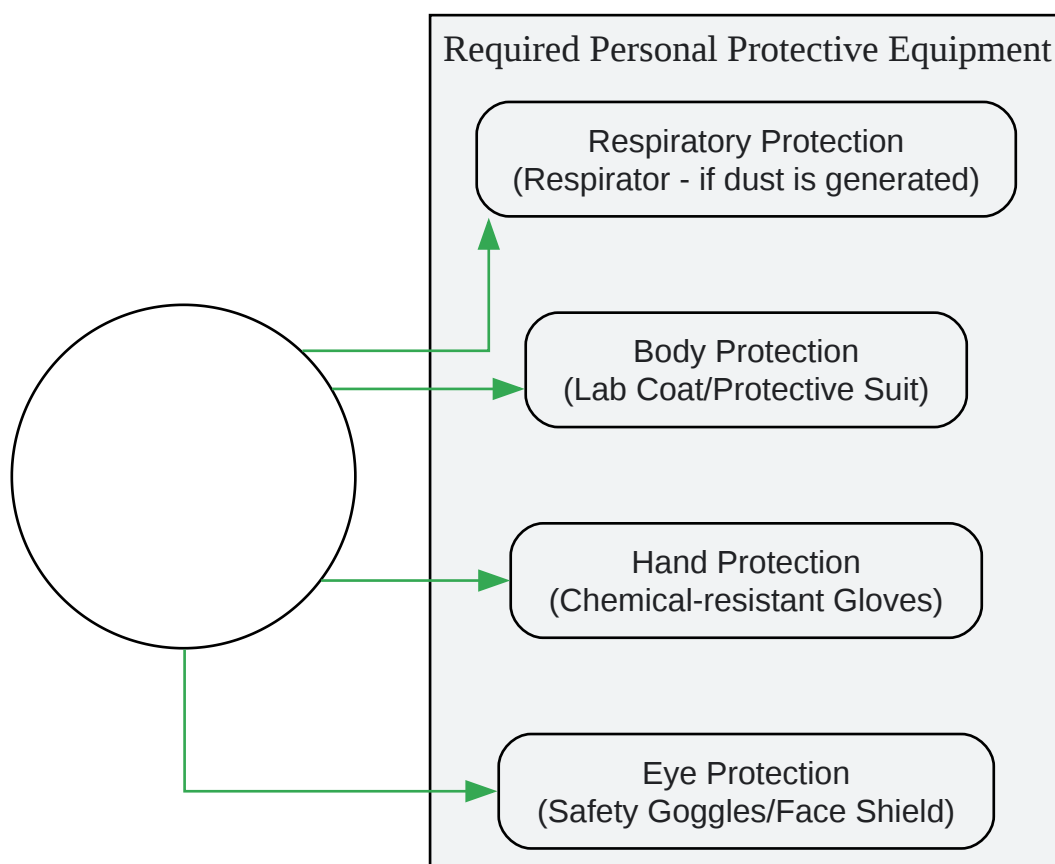 Required Personal Protective Equipment
Respiratory Protection
(Respirator - if dust is generated)
Body Protection
(Lab Coat/Protective Suit)
Hand Protection
(Chemical-resistant Gloves)
Eye Protection
(Safety Goggles/Face Shield)